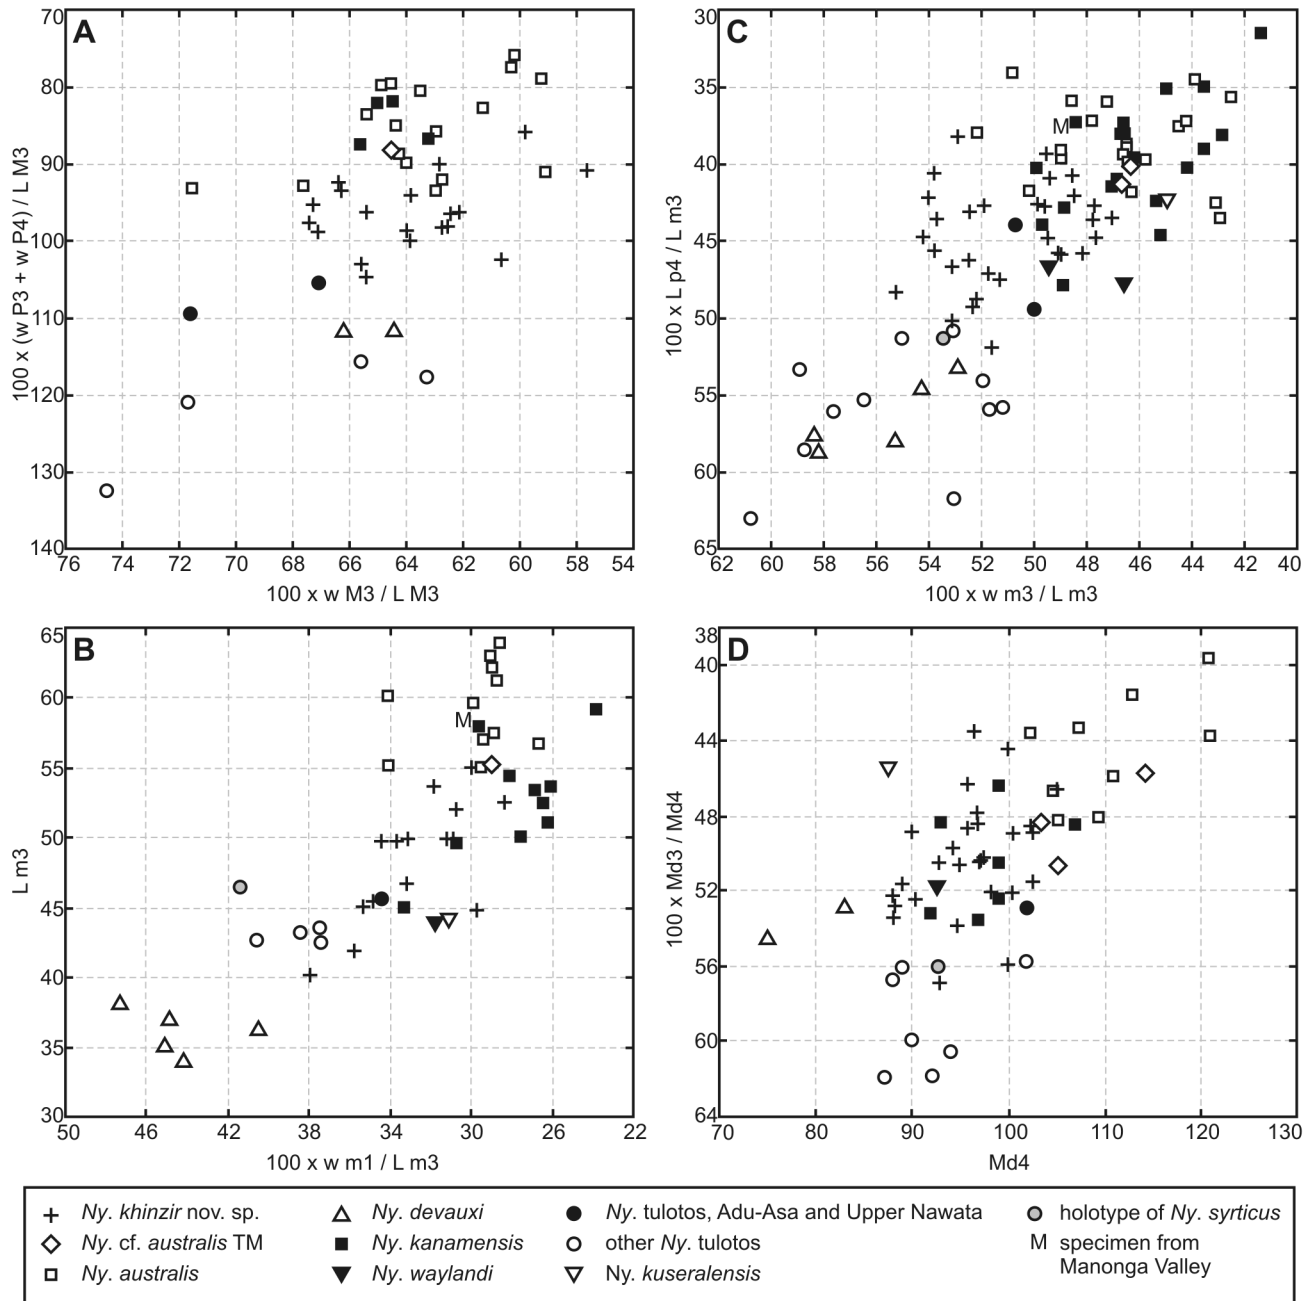 A
70
80
90
100
110
120
130
140
76 74 72 70 68 66 64 62 60 58 56 54
100 x (w P3 + w P4) / L M3
100 x w M3 / L M3
C
30
35
40
45
50
55
60
65
62 60 58 56 54 52 50 48 46 44 42 40
100 x L p4 / L m3
100 x w m3 / L m3
M
B
65
60
55
50
45
40
35
30
50 46 42 38 34 30 26 22
L m3
100 x w m1 / L m3
M
D
38
40
44
48
52
56
60
64
70 80 90 100 110 120 130
100 x Md3 / Md4
Md4
Ny. khinzir nov. sp.
Ny. cf. australis TM
Ny. australis
Ny. devauxi
Ny. kanamensis
Ny. waylandi
Ny. tulotos, Adu-Asa and Upper Nawata
other Ny. tulotos
Ny. kuseralensis
holotype of Ny. syrticus
M specimen from
Manonga Valley